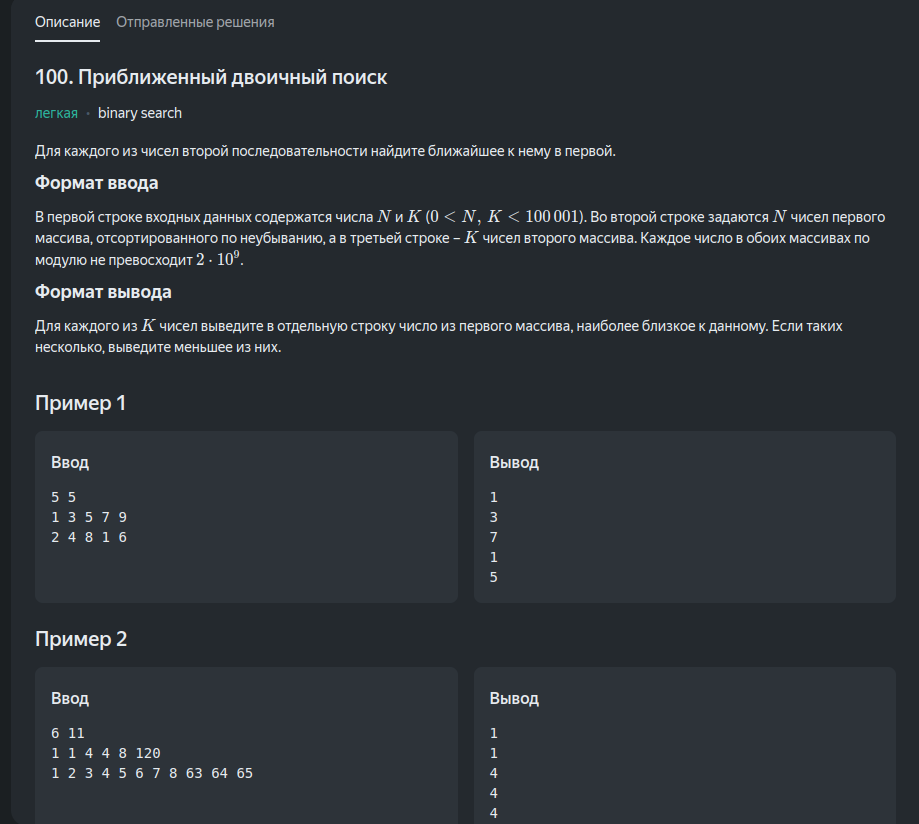 Описание Отправленные решения
100. Приближенный двоичный поиск
легкая · binary search
Для каждого из чисел второй последовательности найдите ближайшее к нему в первой.
Формат ввода
В первой строке входных данных содержатся числа N и K (0 < N, K < 100 001). Во второй строке задаются N чисел первого
массива, отсортированного по неубыванию, а в третьей строке – K чисел второго массива. Каждое число в обоих массивах по
модулю не превосходит 2 · 10⁹.
Формат вывода
Для каждого из K чисел выведите в отдельную строку число из первого массива, наиболее близкое к данному. Если таких
несколько, выведите меньшее из них.
Пример 1
Ввод
5 5
1 3 5 7 9
2 4 8 1 6
Вывод
1
3
7
1
5
Пример 2
Ввод
6 11
1 1 4 4 8 120
1 2 3 4 5 6 7 8 63 64 65
Вывод
1
1
4
4
4